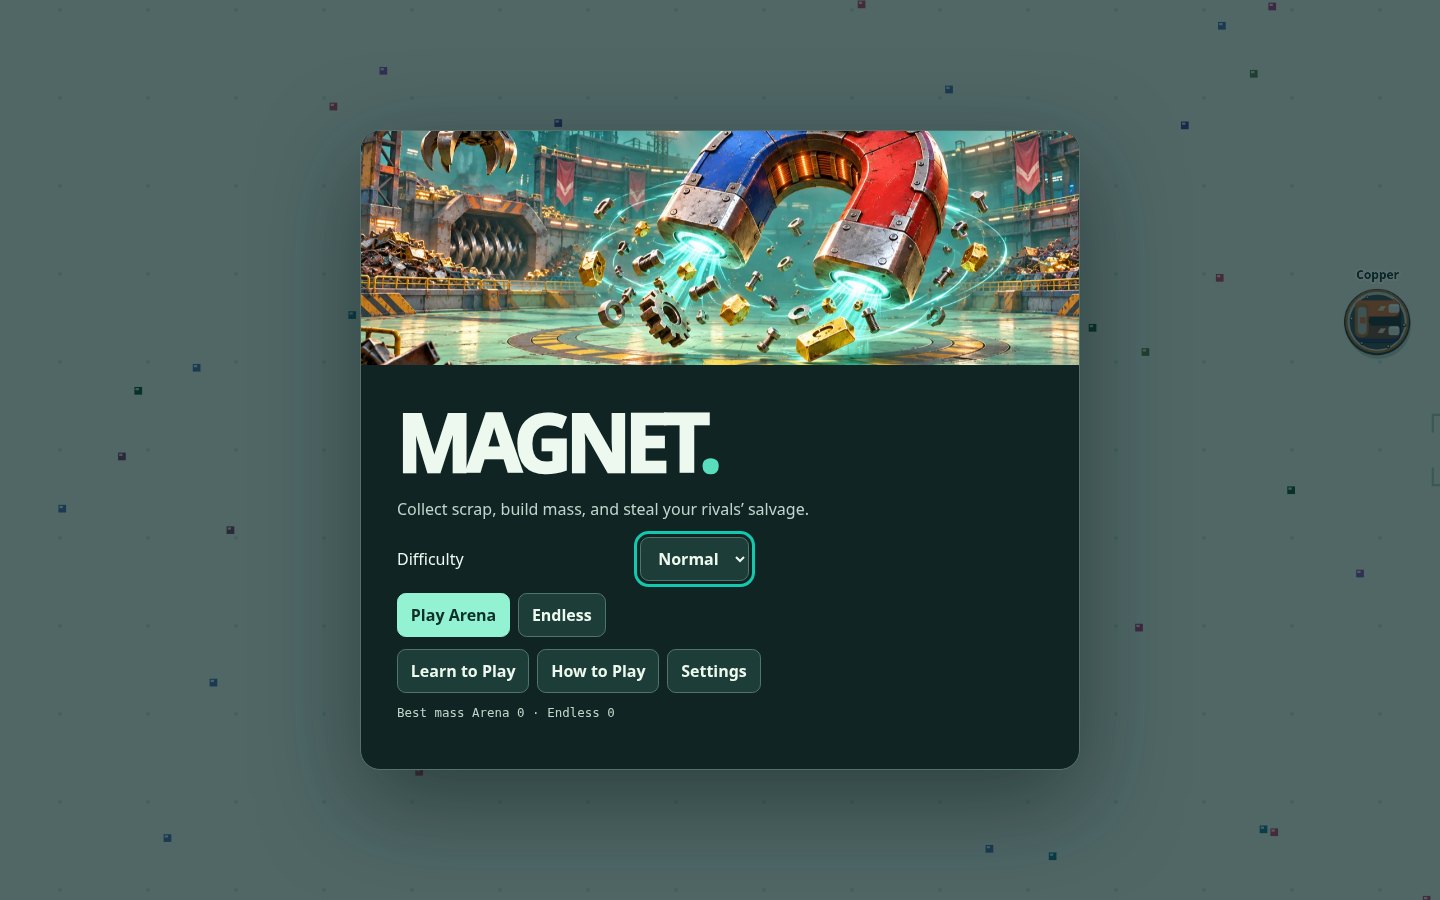 Copper
MAGNET.
Collect scrap, build mass, and steal your rivals’ salvage.
Difficulty
Normal
Play Arena
Endless
Learn to Play
How to Play
Settings
Best mass Arena 0 · Endless 0